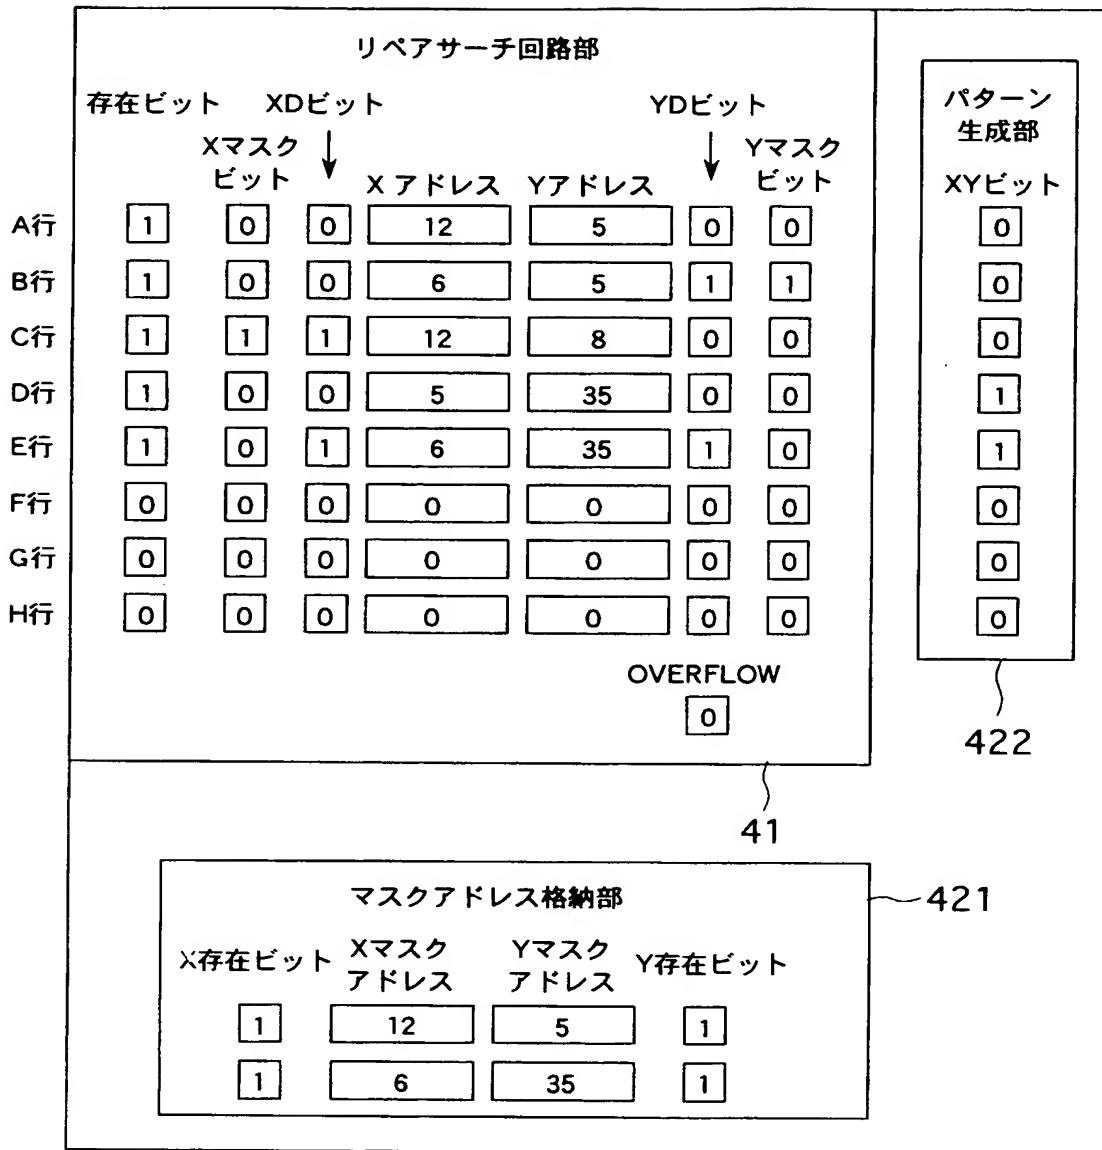 リペアサーチ回路部
存在ビット
XDビット
YDビット
Xマスク
ビット
X アドレス
Yアドレス
Yマスク
ビット
A行 1 0 0 12 5 0 0
B行 1 0 0 6 5 1 1
C行 1 1 1 12 8 0 0
D行 1 0 0 5 35 0 0
E行 1 0 1 6 35 1 0
F行 0 0 0 0 0 0 0
G行 0 0 0 0 0 0 0
H行 0 0 0 0 0 0 0
OVERFLOW
0
41
パターン
生成部
XYビット
0
0
0
1
1
0
0
0
422
マスクアドレス格納部
421
X存在ビット
Xマスク
アドレス
Yマスク
アドレス
Y存在ビット
1 12 5 1
1 6 35 1